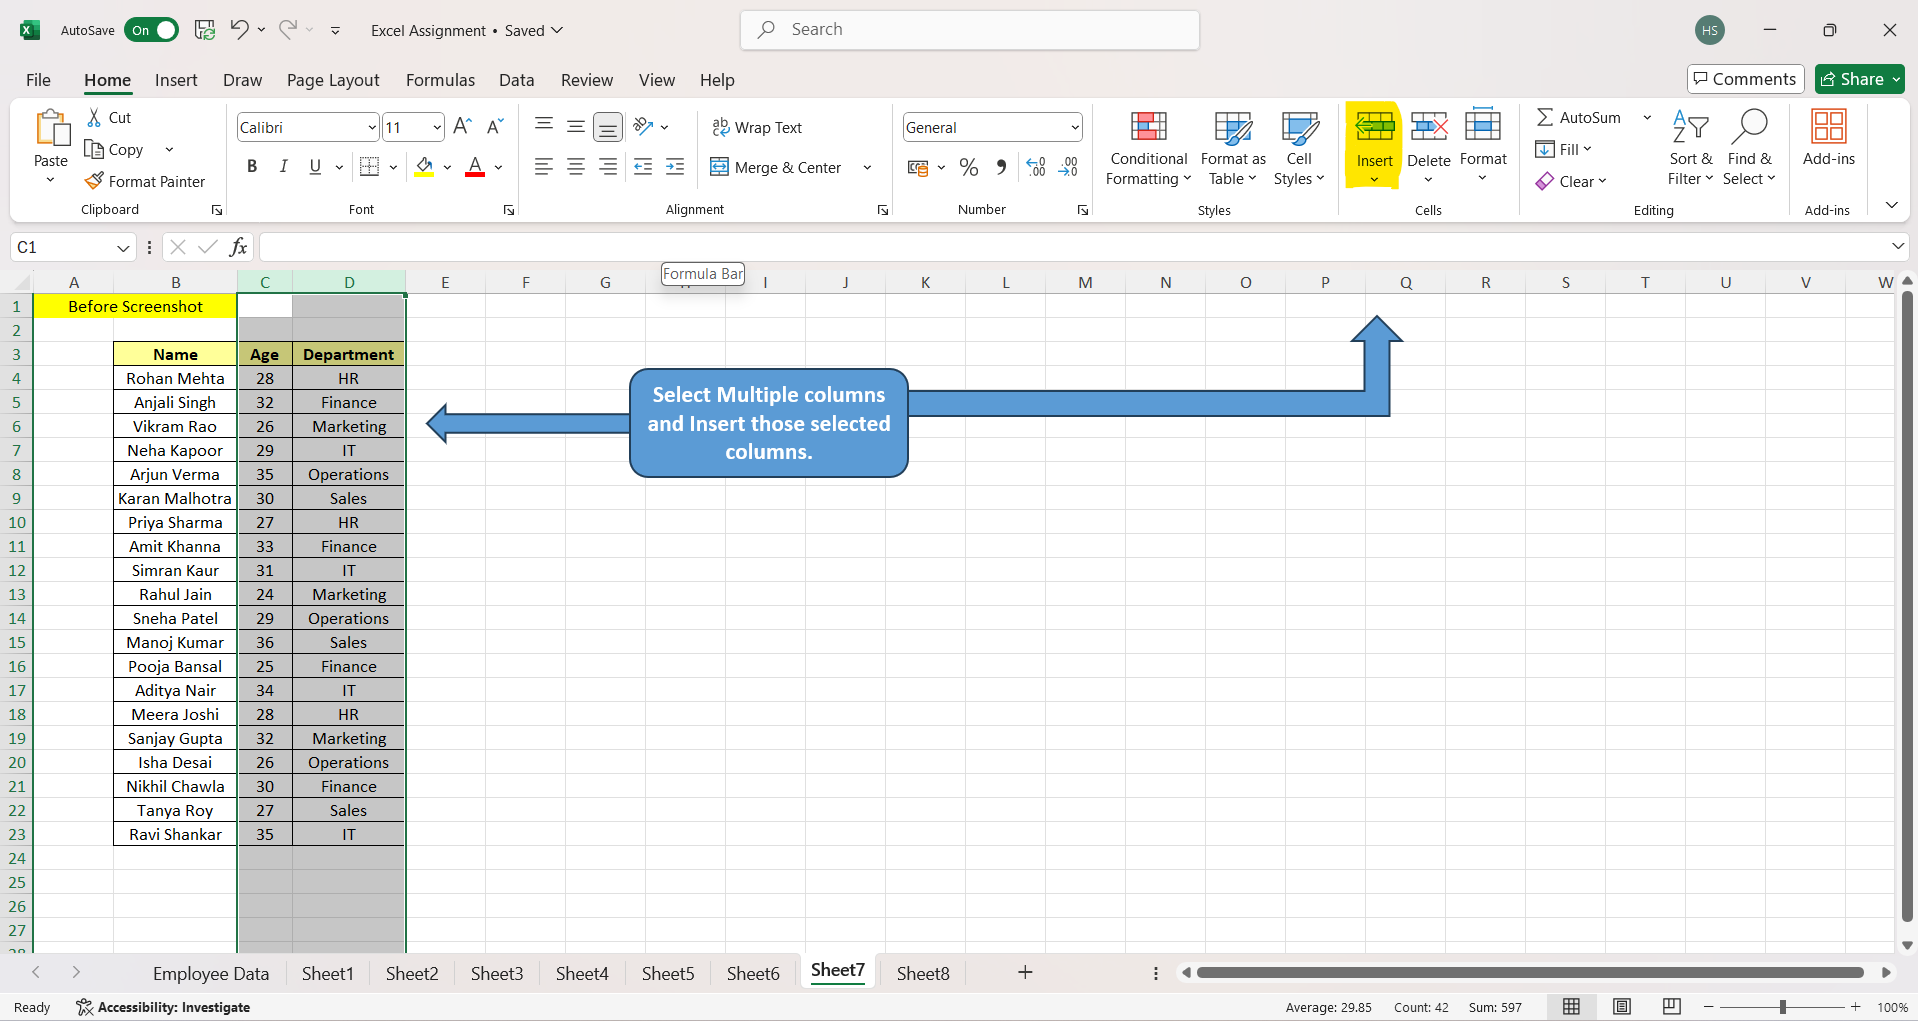 AutoSave On Excel Assignment • Saved Search HS
File Home Insert Draw Page Layout Formulas Data Review View Help Comments Share
Paste Cut Copy Format Painter Clipboard
Calibri 11 B I U A Font
Wrap Text Merge & Center Alignment
General % Number
Conditional Formatting Format as Table Cell Styles Styles
Insert Delete Format Cells
AutoSum Fill Clear Sort & Filter Find & Select Editing
Add-ins Add-ins
C1 fx
Formula Bar
A B C D E F G I J K L M N O P Q R S T U V W
1 Before Screenshot
2
3 Name Age Department
4 Rohan Mehta 28 HR
5 Anjali Singh 32 Finance
6 Vikram Rao 26 Marketing
7 Neha Kapoor 29 IT
8 Arjun Verma 35 Operations
9 Karan Malhotra 30 Sales
10 Priya Sharma 27 HR
11 Amit Khanna 33 Finance
12 Simran Kaur 31 IT
13 Rahul Jain 24 Marketing
14 Sneha Patel 29 Operations
15 Manoj Kumar 36 Sales
16 Pooja Bansal 25 Finance
17 Aditya Nair 34 IT
18 Meera Joshi 28 HR
19 Sanjay Gupta 32 Marketing
20 Isha Desai 26 Operations
21 Nikhil Chawla 30 Finance
22 Tanya Roy 27 Sales
23 Ravi Shankar 35 IT
24
25
26
27
Select Multiple columns
and Insert those selected
columns.
Employee Data Sheet1 Sheet2 Sheet3 Sheet4 Sheet5 Sheet6 Sheet7 Sheet8
Ready Accessibility: Investigate Average: 29.85 Count: 42 Sum: 597 100%